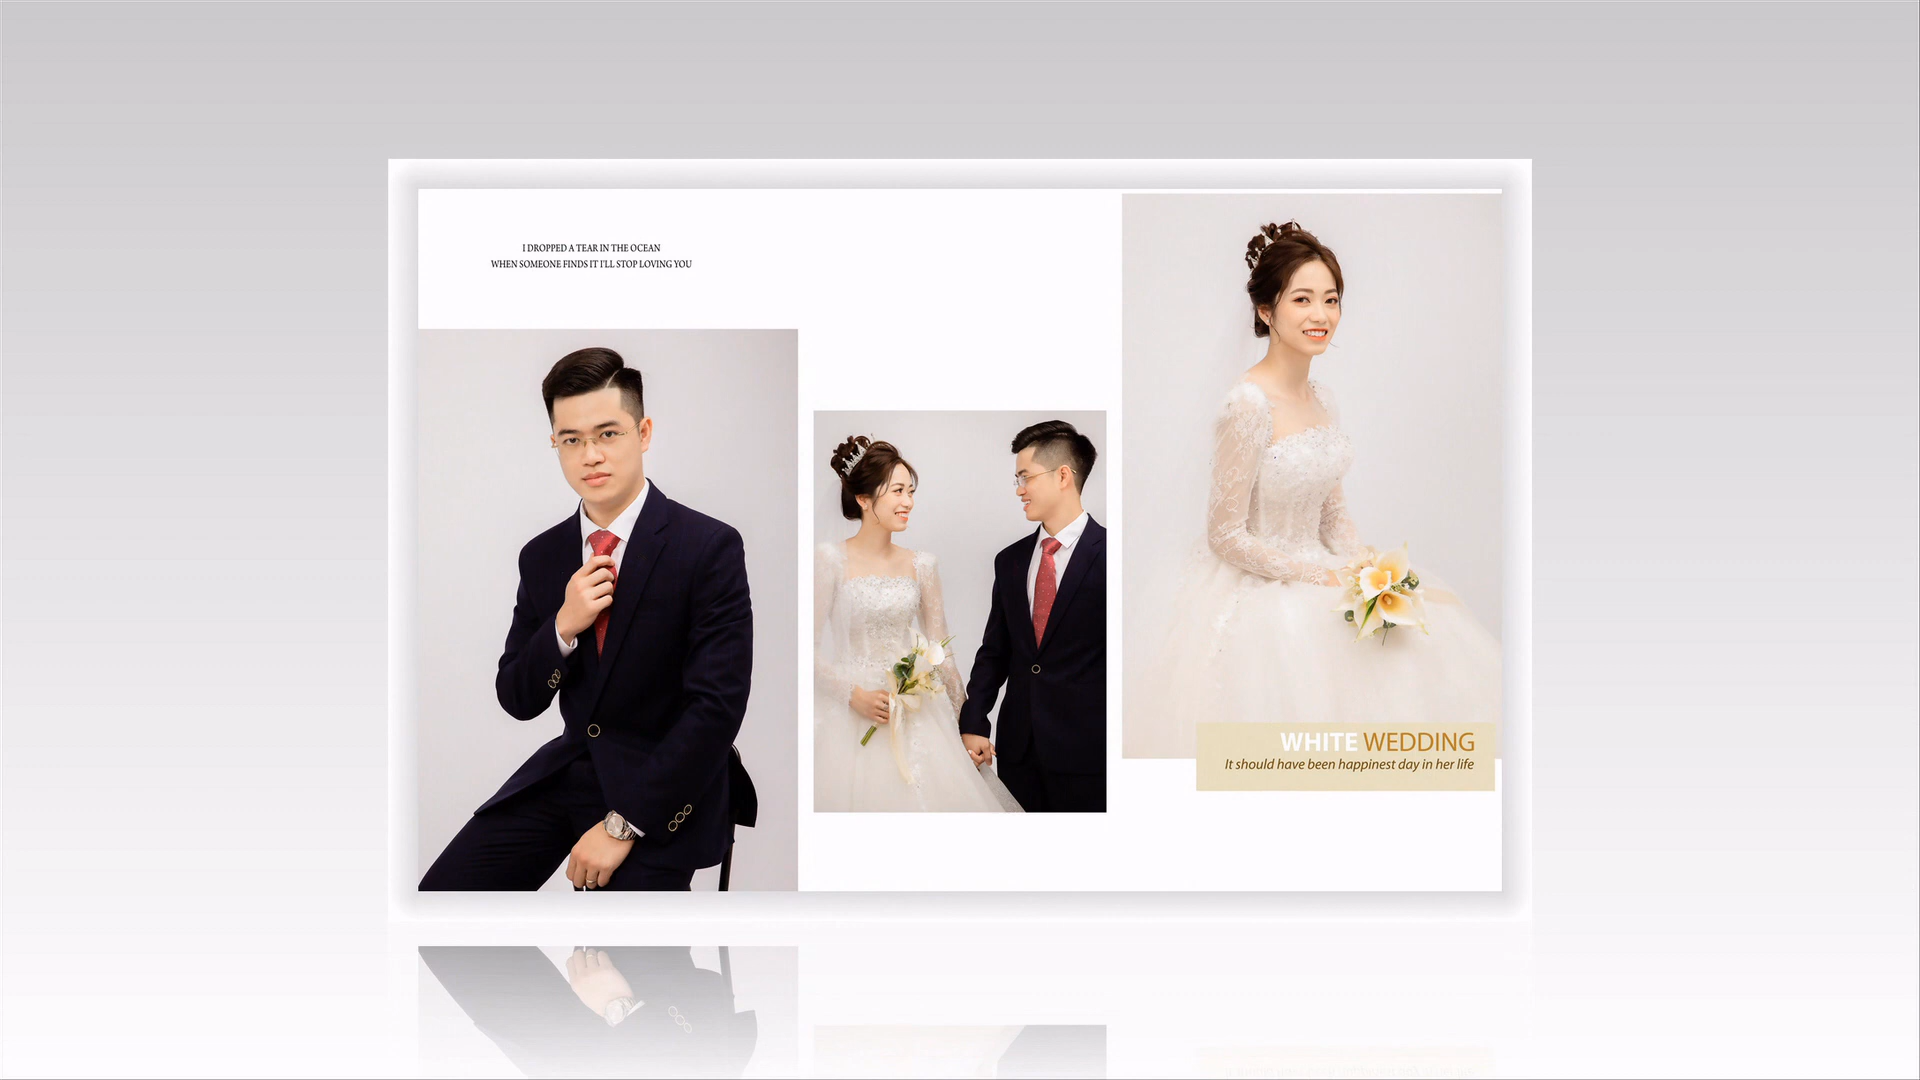 I DROPPED A TEAR IN THE OCEAN
WHEN SOMEONE FINDS IT I'LL STOP LOVING YOU
WHITE WEDDING
It should have been happinest day in her life